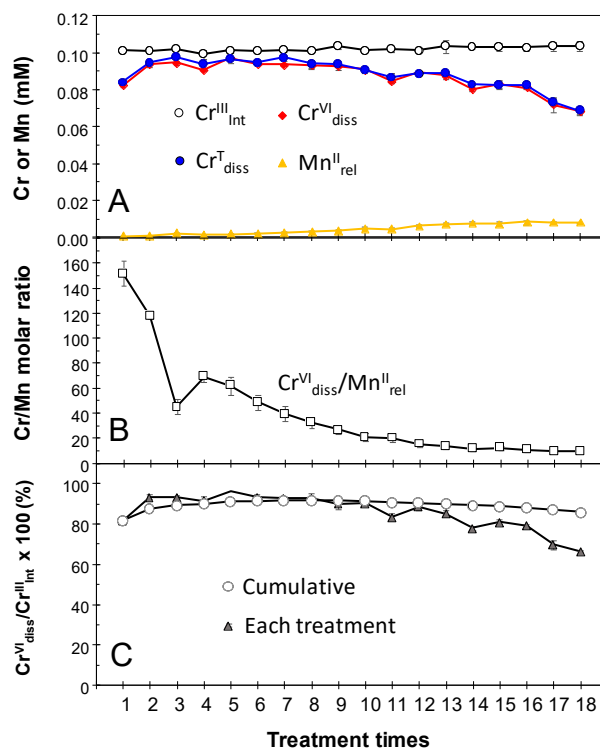 0.12
0.10
0.08
0.06
0.04
0.02
0.00
Cr or Mn (mM)
Cr^III_Int
Cr^VI_diss
Cr^T_diss
Mn^II_rel
A
160
140
120
100
80
60
40
20
0
Cr/Mn molar ratio
Cr^VI_diss/Mn^II_rel
B
100
80
60
40
20
0
Cr^VI_diss/Cr^III_Int x 100 (%)
Cumulative
Each treatment
C
1 2 3 4 5 6 7 8 9 10 11 12 13 14 15 16 17 18
Treatment times